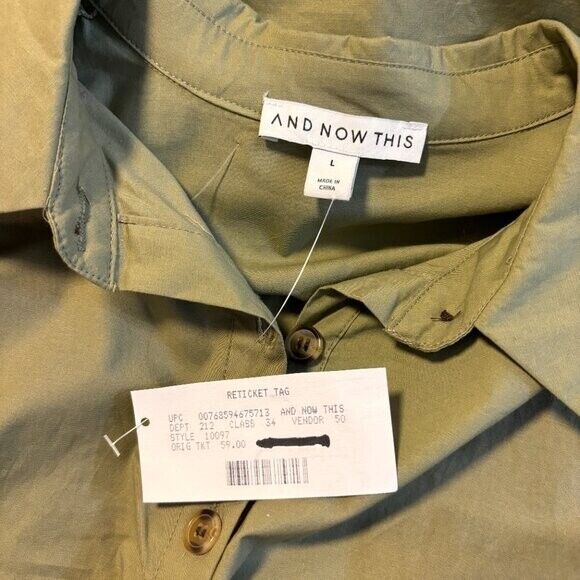 AND NOW THIS
L
MADE IN
CHINA
RETICKET TAG
UPC 00768594675713 AND NOW THIS
DEPT 212 CLASS 34 VENDOR 50
STYLE 10097
ORIG TKT 59.00